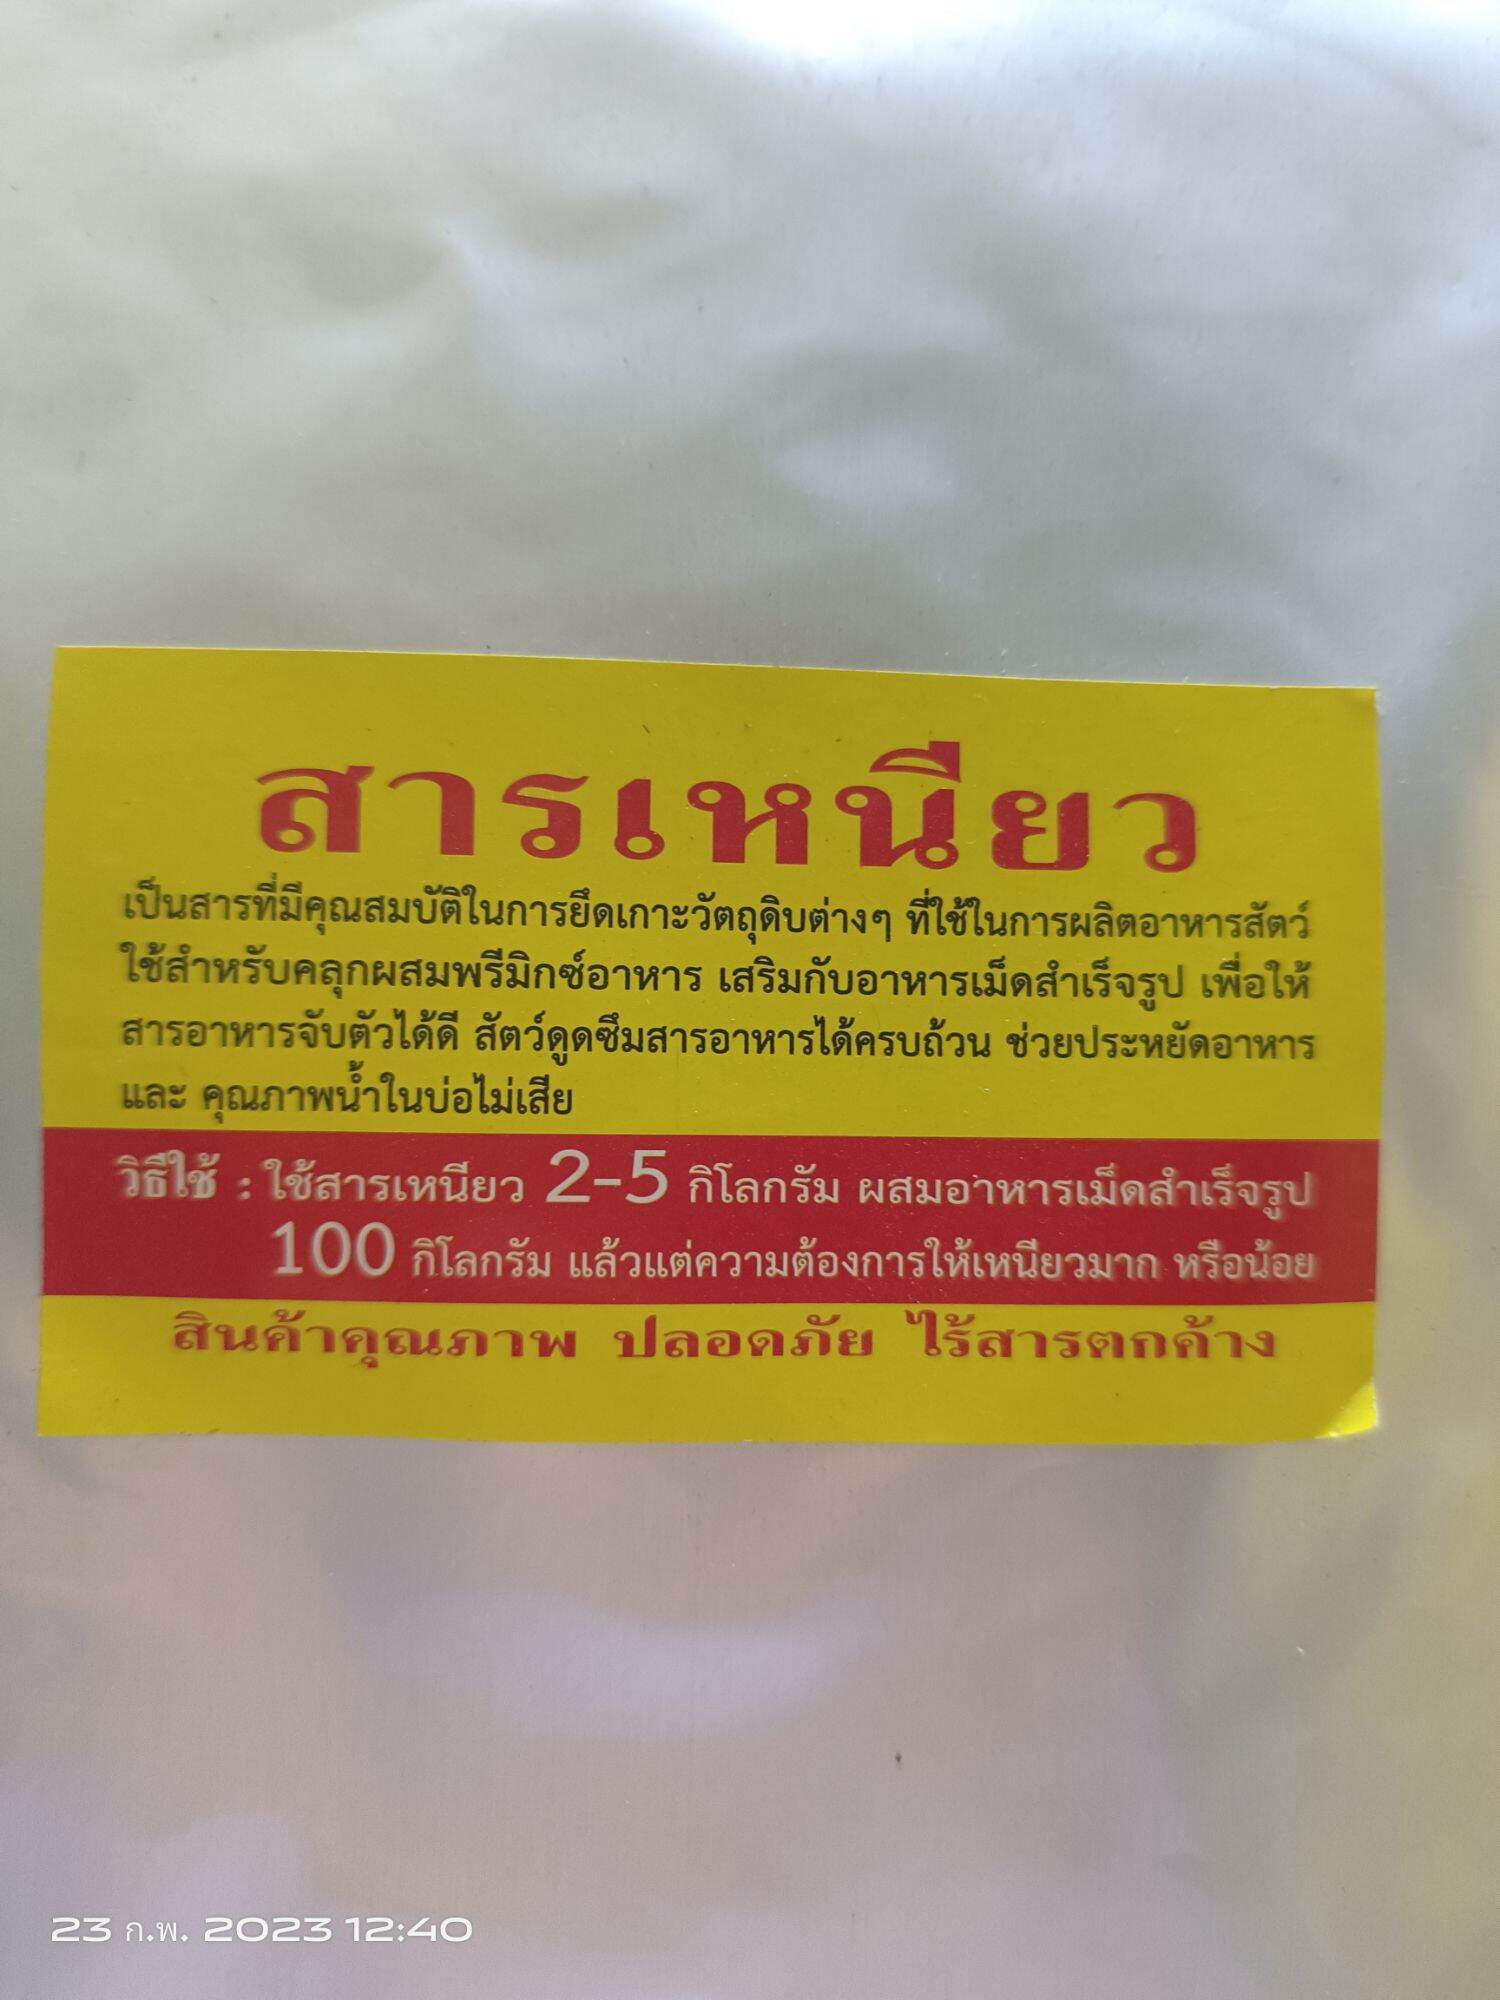 สารเหนียว
เป็นสารที่มีคุณสมบัติในการยึดเกาะวัตถุดิบต่างๆ ที่ใช้ในการผลิตอาหารสัตว์
ใช้สำหรับคลุกผสมพรีมิกซ์อาหาร เสริมกับอาหารเม็ดสำเร็จรูป เพื่อให้
สารอาหารจับตัวได้ดี สัตว์ดูดซึมสารอาหารได้ครบถ้วน ช่วยประหยัดอาหาร
และ คุณภาพน้ำในบ่อไม่เสีย
วิธีใช้ : ใช้สารเหนียว 2-5 กิโลกรัม ผสมอาหารเม็ดสำเร็จรูป
100 กิโลกรัม แล้วแต่ความต้องการให้เหนียวมาก หรือน้อย
สินค้าคุณภาพ ปลอดภัย ไร้สารตกค้าง
23 ก.พ. 2023 12:40